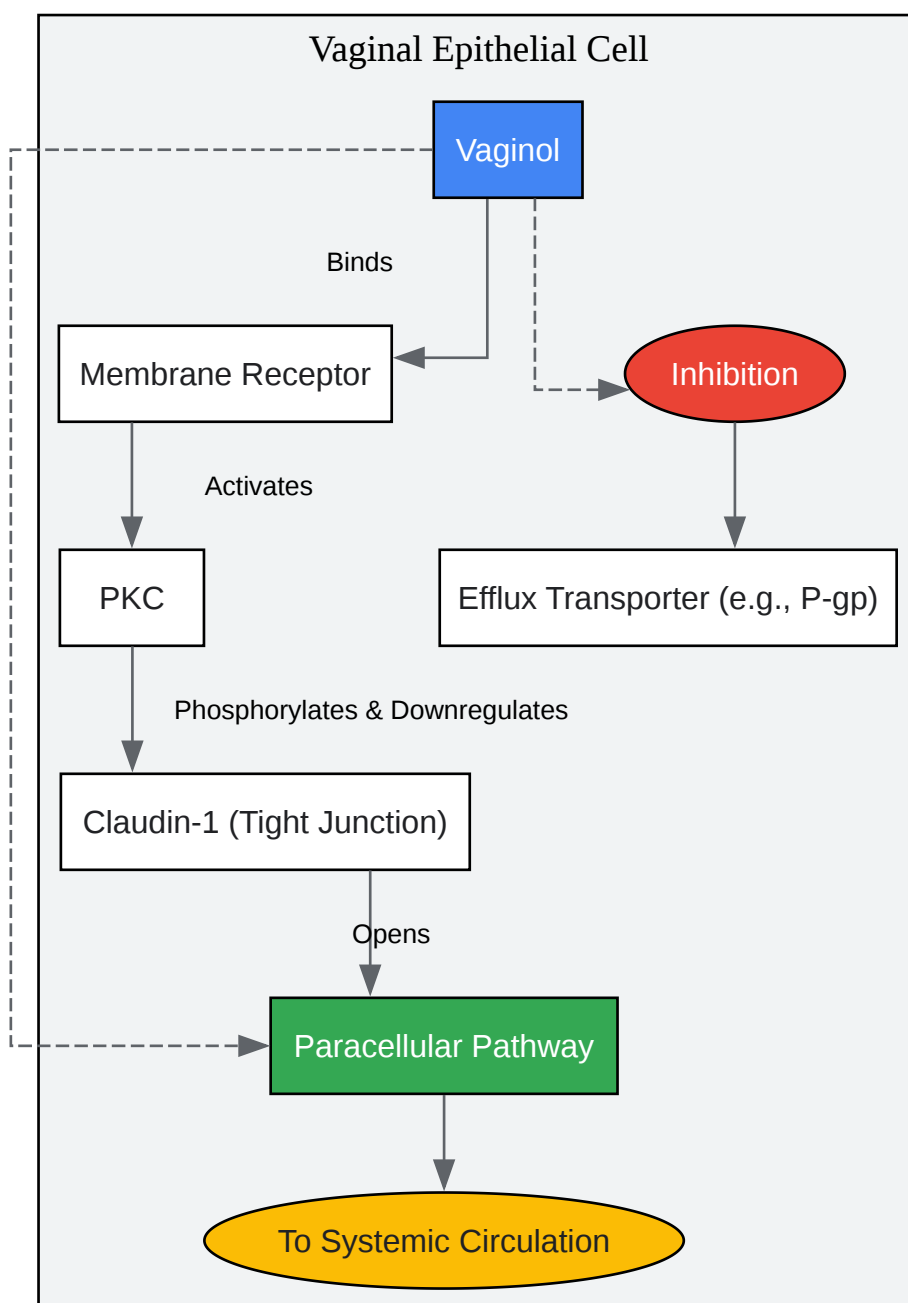 Vaginal Epithelial Cell
Vaginol
Binds
Membrane Receptor
Inhibition
Activates
PKC
Efflux Transporter (e.g., P-gp)
Phosphorylates & Downregulates
Claudin-1 (Tight Junction)
Opens
Paracellular Pathway
To Systemic Circulation